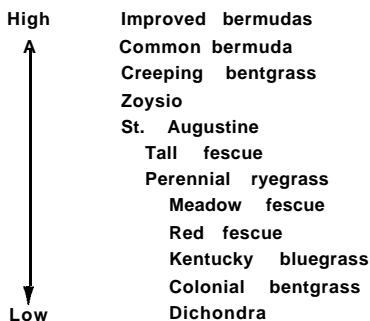 High Improved bermudas
A Common bermuda
Creeping bentgrass
Zoysio
St. Augustine
Tall fescue
Perennial ryegrass
Meadow fescue
Red fescue
Kentucky bluegrass
Colonial bentgrass
Low Dichondra